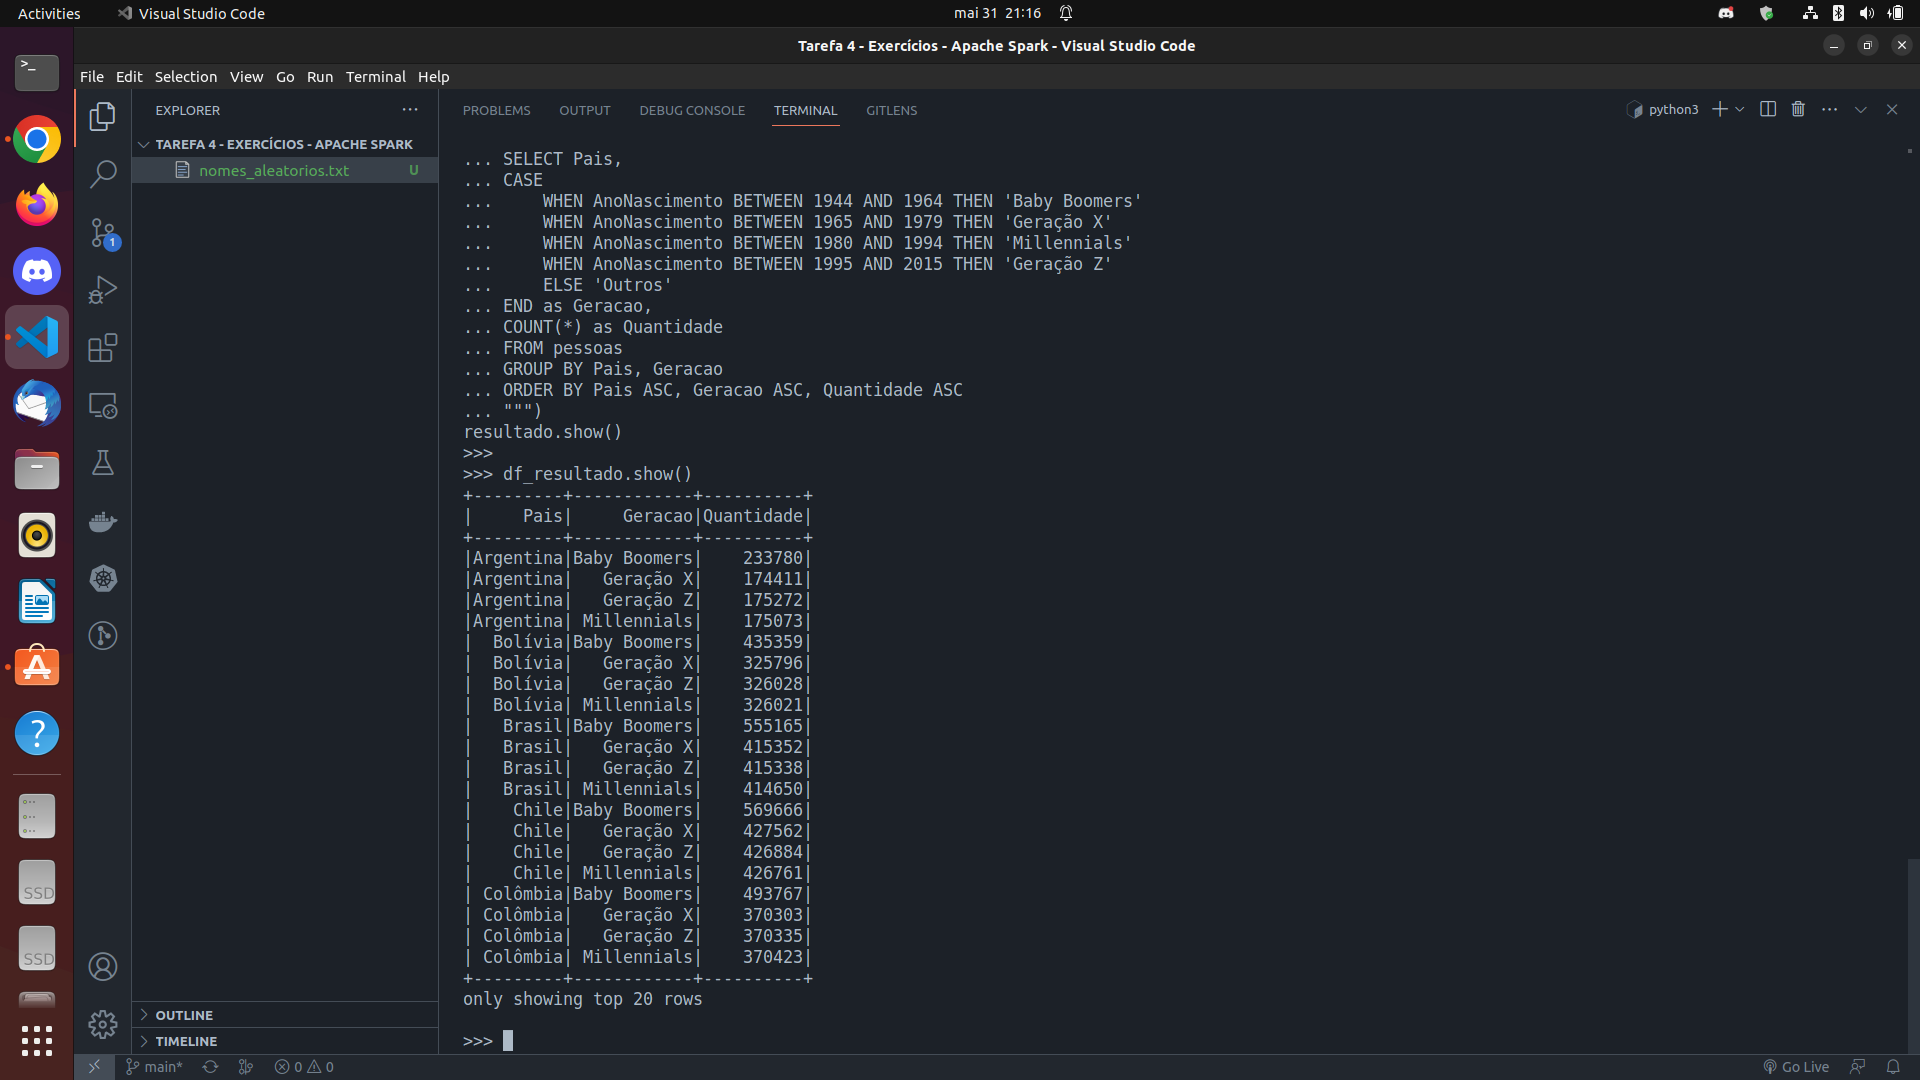 Activities
Visual Studio Code
mai 31 21:16
Tarefa 4 - Exercícios - Apache Spark - Visual Studio Code
File Edit Selection View Go Run Terminal Help
EXPLORER
TAREFA 4 - EXERCÍCIOS - APACHE SPARK
nomes_aleatorios.txt U
1
OUTLINE
TIMELINE
PROBLEMS OUTPUT DEBUG CONSOLE TERMINAL GITLENS
python3
... SELECT Pais,
... CASE
...     WHEN AnoNascimento BETWEEN 1944 AND 1964 THEN 'Baby Boomers'
...     WHEN AnoNascimento BETWEEN 1965 AND 1979 THEN 'Geração X'
...     WHEN AnoNascimento BETWEEN 1980 AND 1994 THEN 'Millennials'
...     WHEN AnoNascimento BETWEEN 1995 AND 2015 THEN 'Geração Z'
...     ELSE 'Outros'
... END as Geracao,
... COUNT(*) as Quantidade
... FROM pessoas
... GROUP BY Pais, Geracao
... ORDER BY Pais ASC, Geracao ASC, Quantidade ASC
... """)
resultado.show()
>>>
>>> df_resultado.show()
+---------+------------+----------+
|     Pais|     Geracao|Quantidade|
+---------+------------+----------+
|Argentina|Baby Boomers|    233780|
|Argentina|   Geração X|    174411|
|Argentina|   Geração Z|    175272|
|Argentina| Millennials|    175073|
|  Bolívia|Baby Boomers|    435359|
|  Bolívia|   Geração X|    325796|
|  Bolívia|   Geração Z|    326028|
|  Bolívia| Millennials|    326021|
|   Brasil|Baby Boomers|    555165|
|   Brasil|   Geração X|    415352|
|   Brasil|   Geração Z|    415338|
|   Brasil| Millennials|    414650|
|    Chile|Baby Boomers|    569666|
|    Chile|   Geração X|    427562|
|    Chile|   Geração Z|    426884|
|    Chile| Millennials|    426761|
| Colômbia|Baby Boomers|    493767|
| Colômbia|   Geração X|    370303|
| Colômbia|   Geração Z|    370335|
| Colômbia| Millennials|    370423|
+---------+------------+----------+
only showing top 20 rows
>>>
SSD
SSD
main* 0 0
Go Live